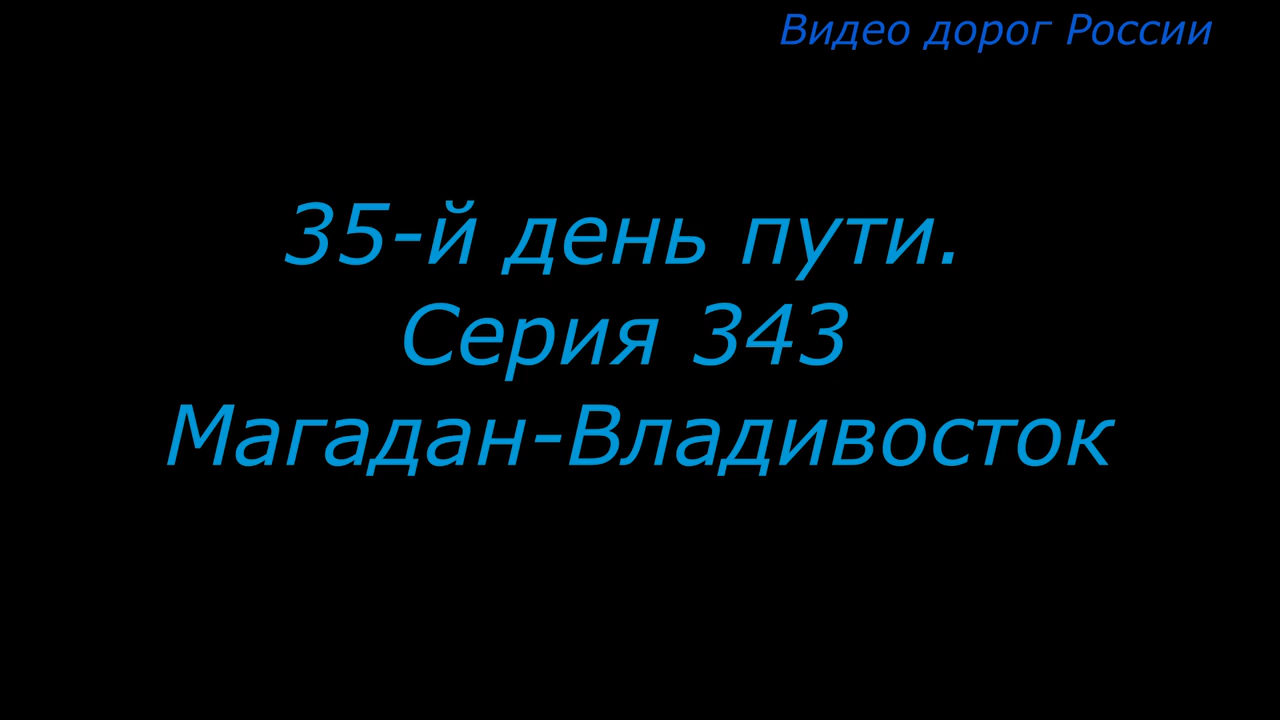 Видео дорог России
35-й день пути.
Серия 343
Магадан-Владивосток